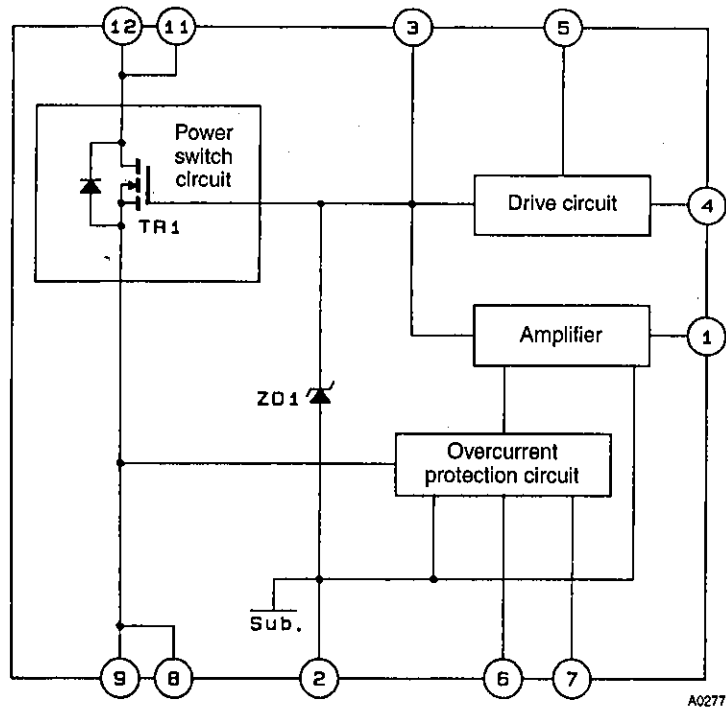 12 11 3 5
Power
switch
circuit
TR1
Drive circuit
4
Amplifier
1
ZD1
Overcurrent
protection circuit
Sub.
9 8 2 6 7
A0277